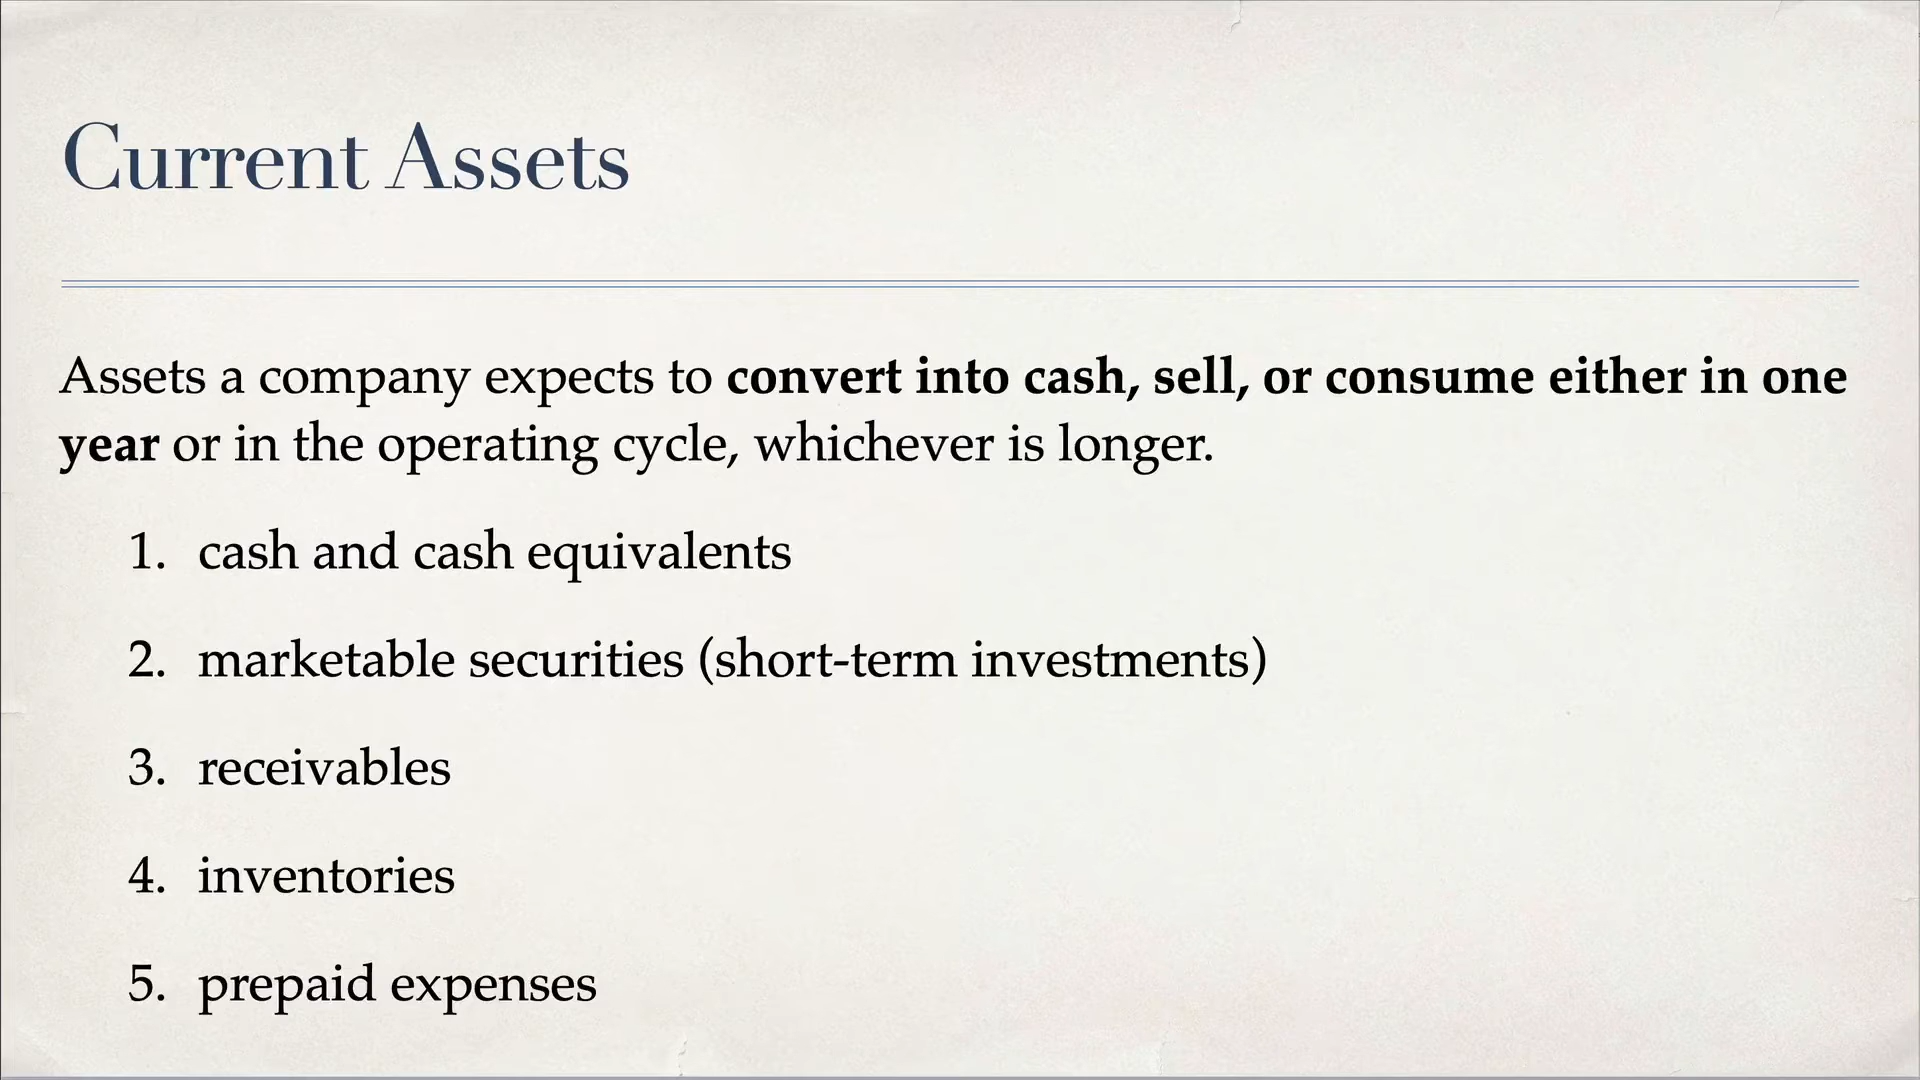 Current Assets
Assets a company expects to convert into cash, sell, or consume either in one
year or in the operating cycle, whichever is longer.
1. cash and cash equivalents
2. marketable securities (short-term investments)
3. receivables
4. inventories
5. prepaid expenses